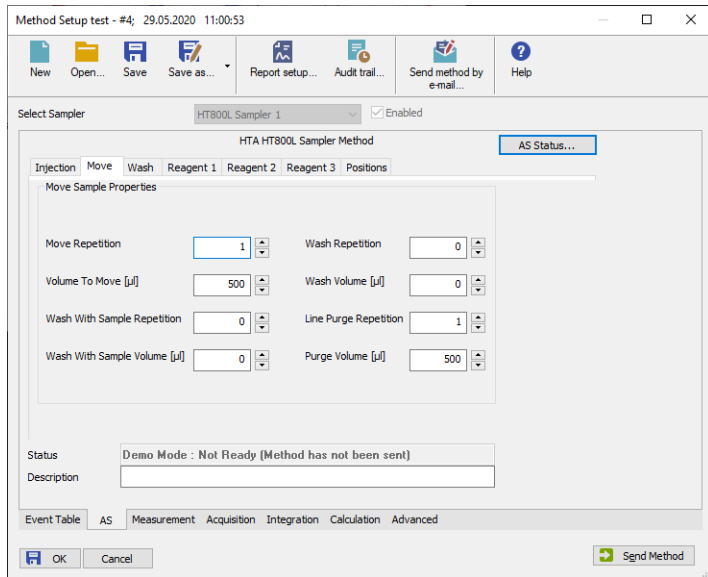 Method Setup test - #4;   29.05.2020   11:00:53
New Open... Save Save as... Report setup... Audit trail... Send method by e-mail... Help
Select Sampler HT800L Sampler 1 Enabled
HTA HT800L Sampler Method AS Status...
Injection Move Wash Reagent 1 Reagent 2 Reagent 3 Positions
Move Sample Properties
Move Repetition 1 Wash Repetition 0
Volume To Move [µl] 500 Wash Volume [µl] 0
Wash With Sample Repetition 0 Line Purge Repetition 1
Wash With Sample Volume [µl] 0 Purge Volume [µl] 500
Status Demo Mode : Not Ready (Method has not been sent)
Description
Event Table AS Measurement Acquisition Integration Calculation Advanced
OK Cancel Send Method